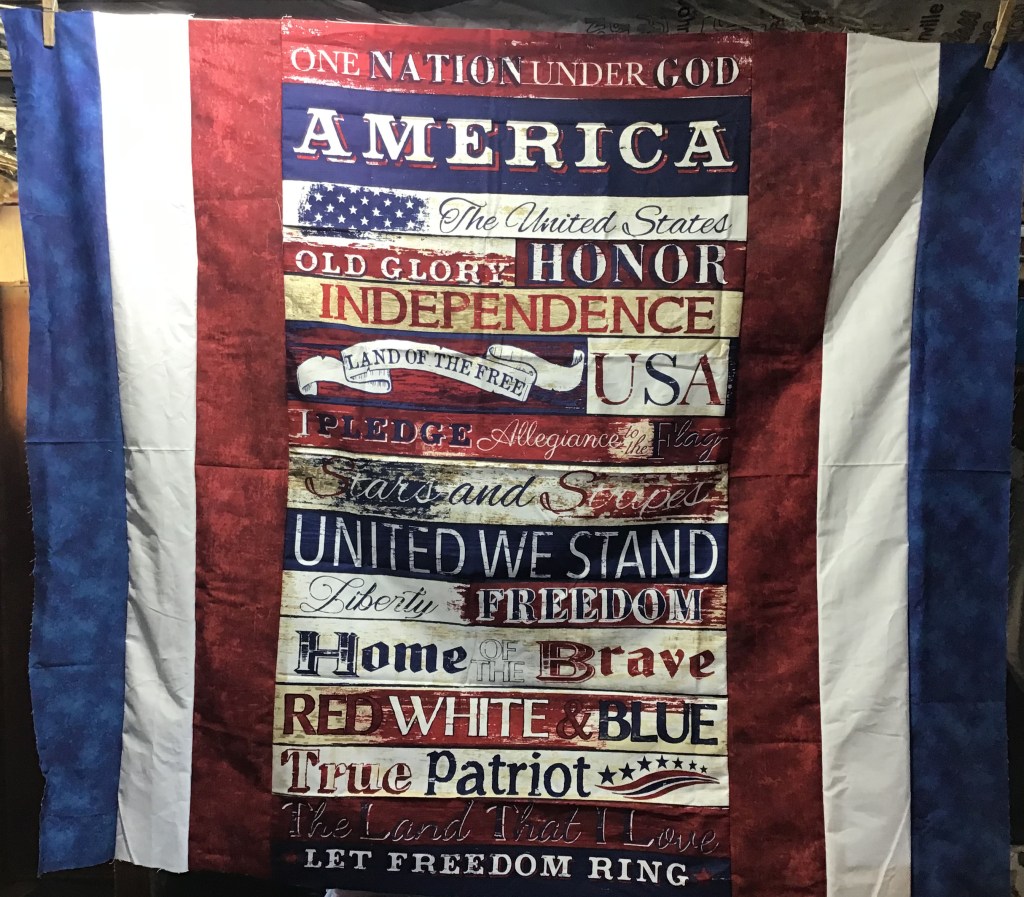 ONE NATION UNDER GOD
AMERICA
The United States
OLD GLORY HONOR
INDEPENDENCE
LAND OF THE FREE USA
I PLEDGE Allegiance to the Flag
Stars and Stripes
UNITED WE STAND
Liberty FREEDOM
Home OF THE Brave
RED WHITE & BLUE
True Patriot
The Land That I Love
LET FREEDOM RING